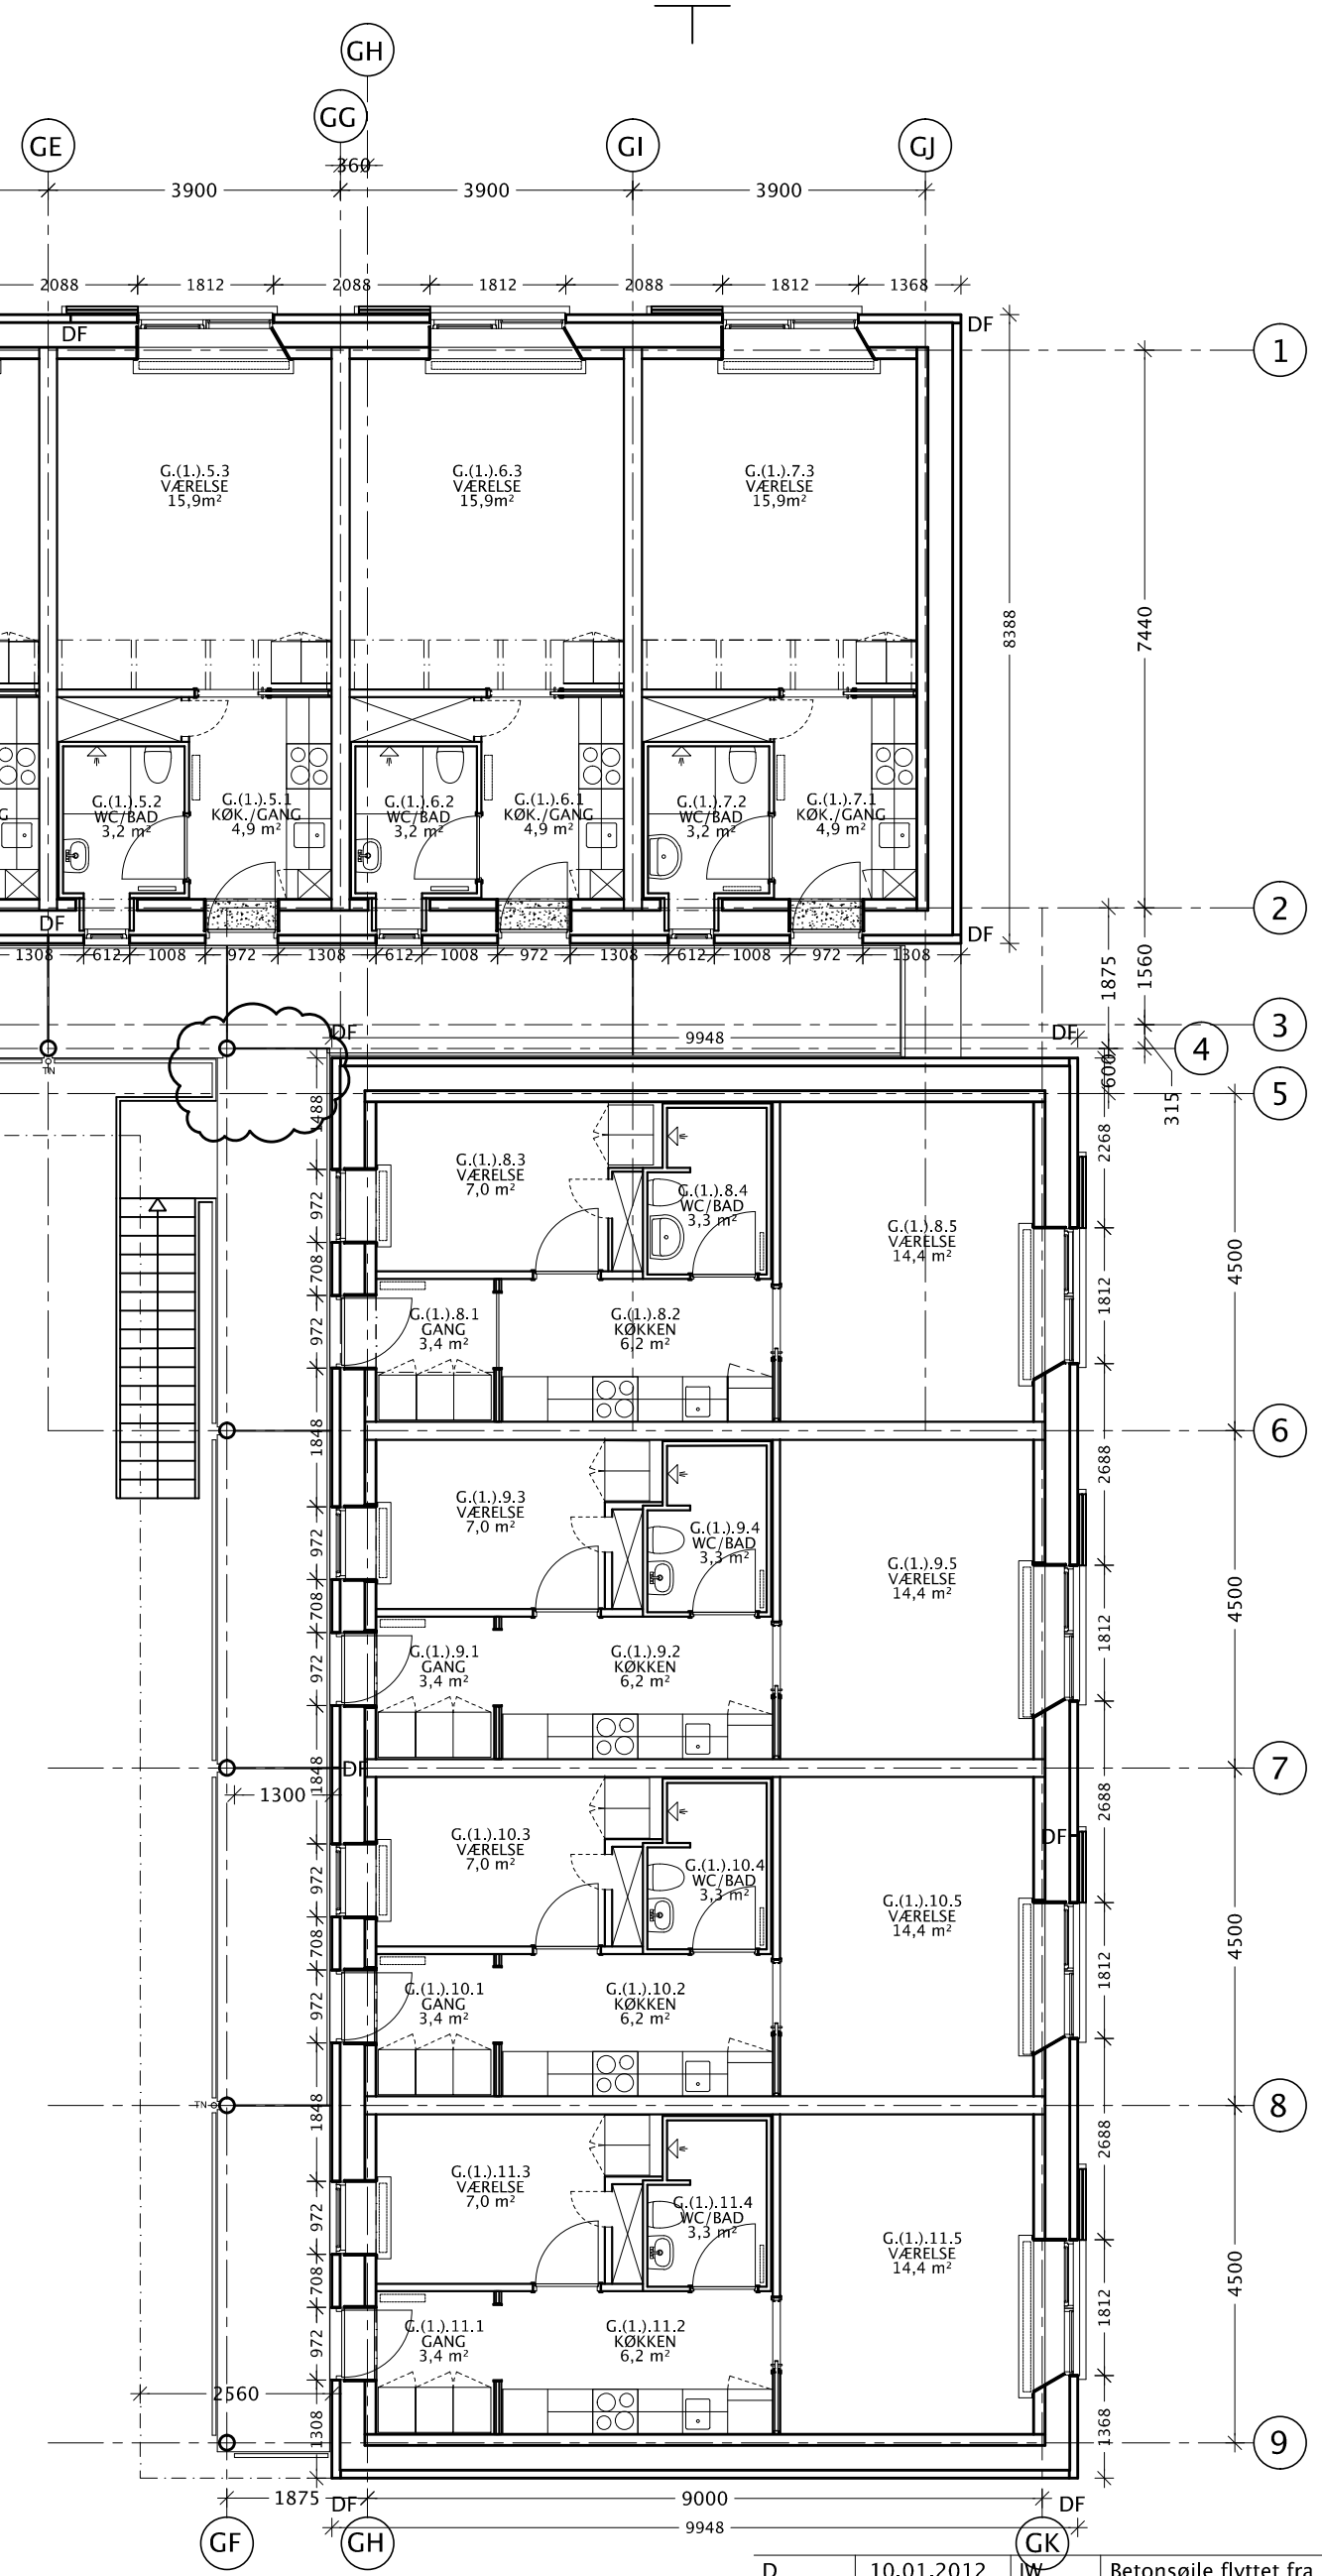 GH
GG
GE
GI
GJ
360
3900
3900
3900
2088
1812
2088
1812
2088
1812
1368
DF
DF
1
G.(1.).5.3
VÆRELSE
15,9m²
G.(1.).6.3
VÆRELSE
15,9m²
G.(1.).7.3
VÆRELSE
15,9m²
8388
7440
G.(1.).5.2
WC/BAD
3,2 m²
G.(1.).5.1
KØK./GANG
4,9 m²
G.(1.).6.2
WC/BAD
3,2 m²
G.(1.).6.1
KØK./GANG
4,9 m²
G.(1.).7.2
WC/BAD
3,2 m²
G.(1.).7.1
KØK./GANG
4,9 m²
G
2
DF
DF
1308
612
1008
972
1308
612
1008
972
1308
612
1008
972
1308
1875
1560
3
DF
9948
DF
4
TN
600
315
5
1488
2268
G.(1.).8.3
VÆRELSE
7,0 m²
G.(1.).8.4
WC/BAD
3,3 m²
G.(1.).8.5
VÆRELSE
14,4 m²
972
708
972
4500
1812
G.(1.).8.1
GANG
3,4 m²
G.(1.).8.2
KØKKEN
6,2 m²
1848
6
2688
G.(1.).9.3
VÆRELSE
7,0 m²
G.(1.).9.4
WC/BAD
3,3 m²
G.(1.).9.5
VÆRELSE
14,4 m²
972
708
972
4500
1812
G.(1.).9.1
GANG
3,4 m²
G.(1.).9.2
KØKKEN
6,2 m²
1848
DF
7
1300
2688
DF
G.(1.).10.3
VÆRELSE
7,0 m²
G.(1.).10.4
WC/BAD
3,3 m²
G.(1.).10.5
VÆRELSE
14,4 m²
972
708
972
4500
1812
G.(1.).10.1
GANG
3,4 m²
G.(1.).10.2
KØKKEN
6,2 m²
TN
1848
8
2688
G.(1.).11.3
VÆRELSE
7,0 m²
G.(1.).11.4
WC/BAD
3,3 m²
G.(1.).11.5
VÆRELSE
14,4 m²
972
708
972
4500
1812
G.(1.).11.1
GANG
3,4 m²
G.(1.).11.2
KØKKEN
6,2 m²
2560
1308
1368
9
1875
DF
9000
DF
9948
GF
GH
GK
D
10.01.2012
JW
Betonsøjle flyttet fra